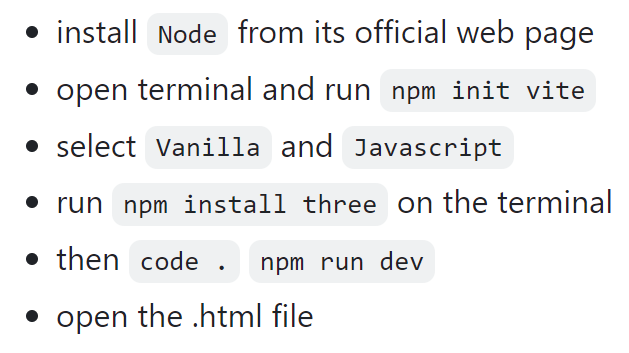 install Node from its official web page
open terminal and run npm init vite
select Vanilla and Javascript
run npm install three on the terminal
then code . npm run dev
open the .html file